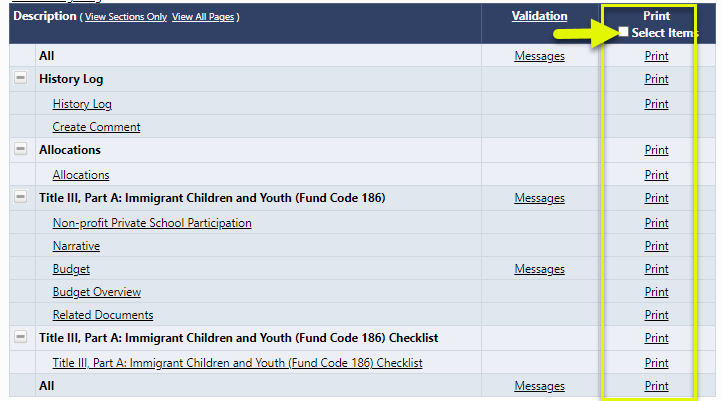 Description ( View Sections Only View All Pages ) Validation Print
Select Items
All Messages Print
History Log Print
History Log Print
Create Comment
Allocations Print
Allocations Print
Title III, Part A: Immigrant Children and Youth (Fund Code 186) Messages Print
Non-profit Private School Participation Print
Narrative Print
Budget Messages Print
Budget Overview Print
Related Documents Print
Title III, Part A: Immigrant Children and Youth (Fund Code 186) Checklist Print
Title III, Part A: Immigrant Children and Youth (Fund Code 186) Checklist Print
All Messages Print